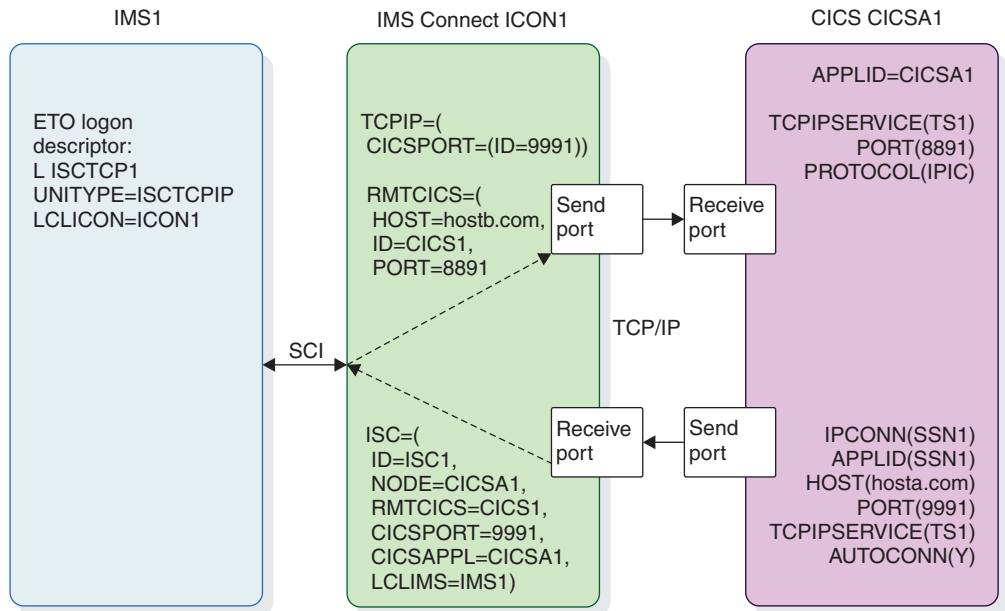 IMS1
IMS Connect ICON1
CICS CICSA1
ETO logon
descriptor:
L ISCTCP1
UNITYPE=ISCTCPIP
LCLICON=ICON1
SCI
TCPIP=(
CICSPORT=(ID=9991))
RMTCICS=(
HOST=hostb.com,
ID=CICS1,
PORT=8891
Send
port
Receive
port
TCP/IP
ISC=(
ID=ISC1,
NODE=CICSA1,
RMTCICS=CICS1,
CICSPORT=9991,
CICSAPPL=CICSA1,
LCLIMS=IMS1)
Receive
port
Send
port
APPLID=CICSA1
TCPIPSERVICE(TS1)
PORT(8891)
PROTOCOL(IPIC)
IPCONN(SSN1)
APPLID(SSN1)
HOST(hosta.com)
PORT(9991)
TCPIPSERVICE(TS1)
AUTOCONN(Y)